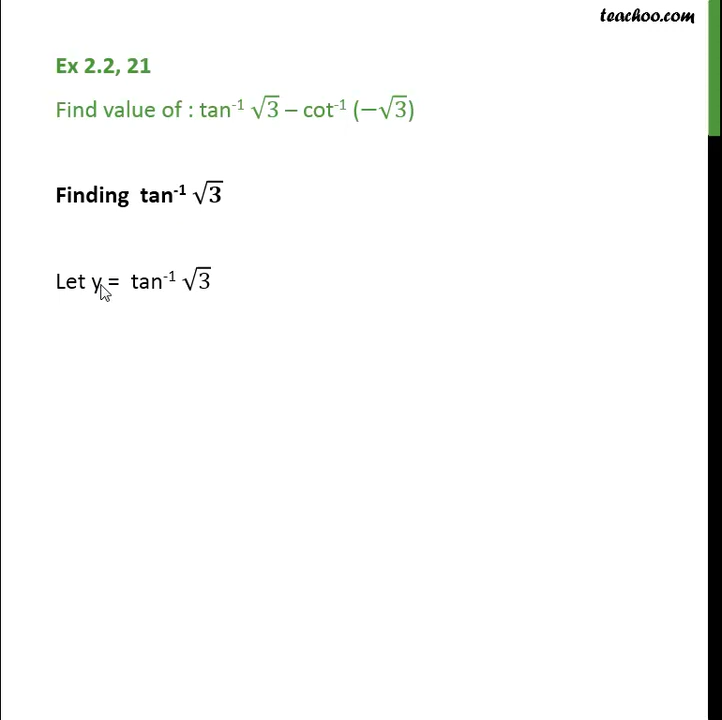 teachoo.com
Ex 2.2, 21
Find value of : tan⁻¹ √3 – cot⁻¹ (−√3)
Finding tan⁻¹ √3
Let y = tan⁻¹ √3